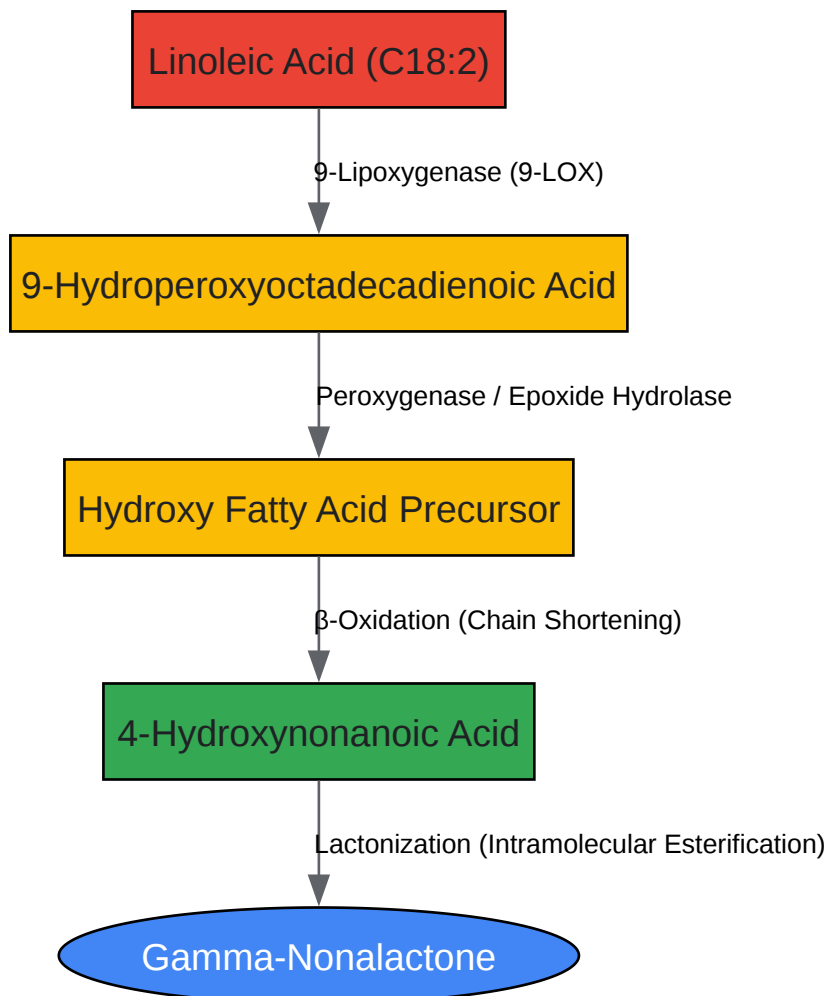 Linoleic Acid (C18:2)
9-Lipoxygenase (9-LOX)
9-Hydroperoxyoctadecadienoic Acid
Peroxygenase / Epoxide Hydrolase
Hydroxy Fatty Acid Precursor
β-Oxidation (Chain Shortening)
4-Hydroxynonanoic Acid
Lactonization (Intramolecular Esterification)
Gamma-Nonalactone